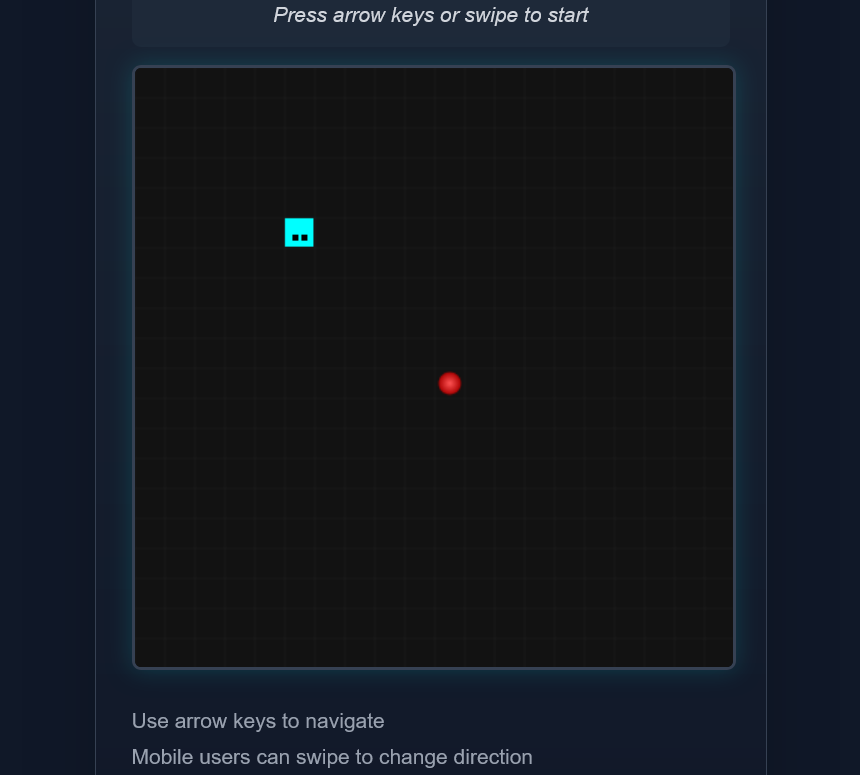 Press arrow keys or swipe to start
Use arrow keys to navigate
Mobile users can swipe to change direction